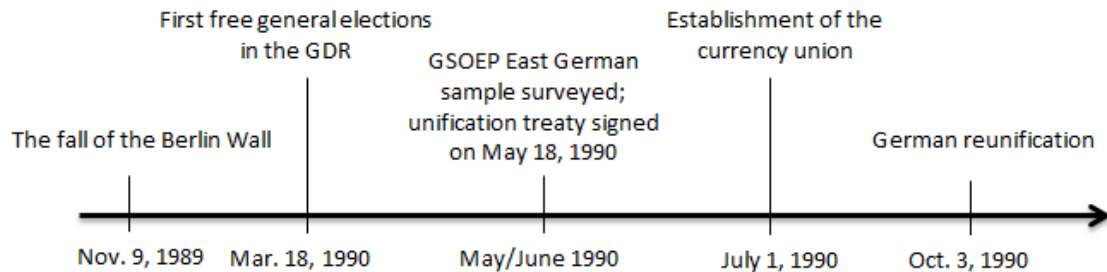 First free general elections
in the GDR
Establishment of the
currency union
GSOEP East German
sample surveyed;
unification treaty signed
on May 18, 1990
The fall of the Berlin Wall
German reunification
Nov. 9, 1989
Mar. 18, 1990
May/June 1990
July 1, 1990
Oct. 3, 1990